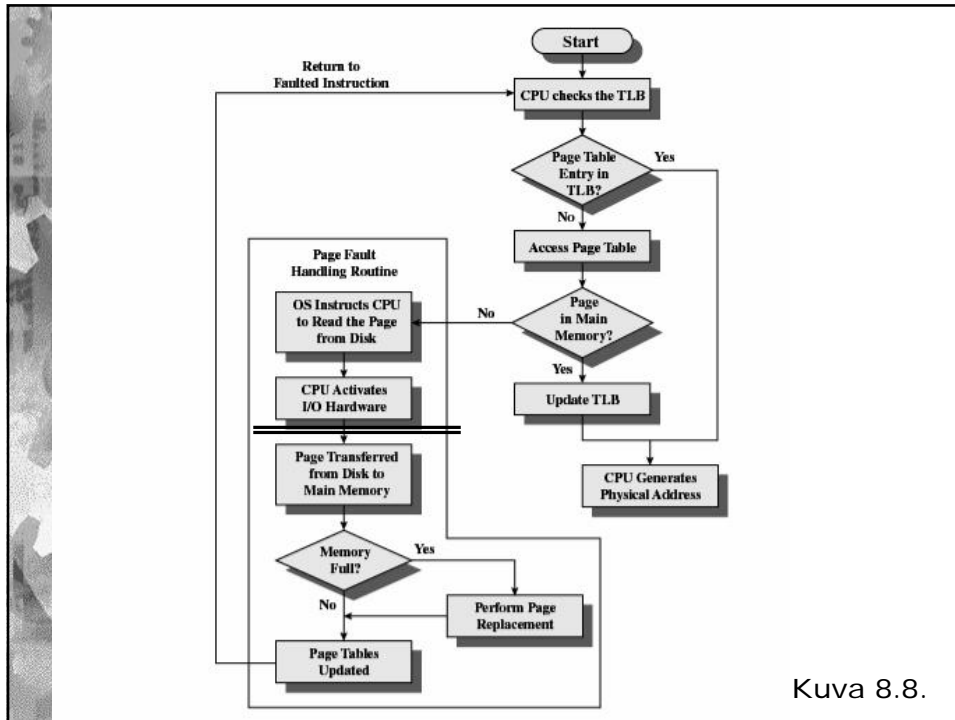 Start
Return to
Faulted Instruction
CPU checks the TLB
Page Table
Entry in
TLB?
Yes
No
Access Page Table
Page Fault
Handling Routine
OS Instructs CPU
to Read the Page
from Disk
No
Page
in Main
Memory?
Yes
CPU Activates
I/O Hardware
Update TLB
Page Transferred
from Disk to
Main Memory
CPU Generates
Physical Address
Memory
Full?
Yes
No
Perform Page
Replacement
Page Tables
Updated
Kuva 8.8.